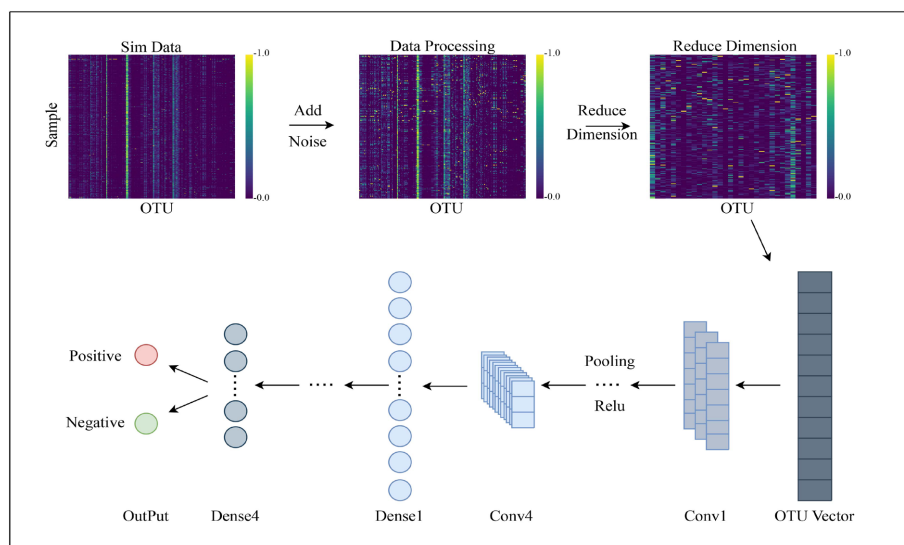 Sim Data
Data Processing
Reduce Dimension
-1.0
-1.0
-1.0
Sample
Add
Noise
Reduce
Dimension
-0.0
-0.0
-0.0
OTU
OTU
OTU
Positive
Negative
Pooling
Relu
OutPut
Dense4
Dense1
Conv4
Conv1
OTU Vector